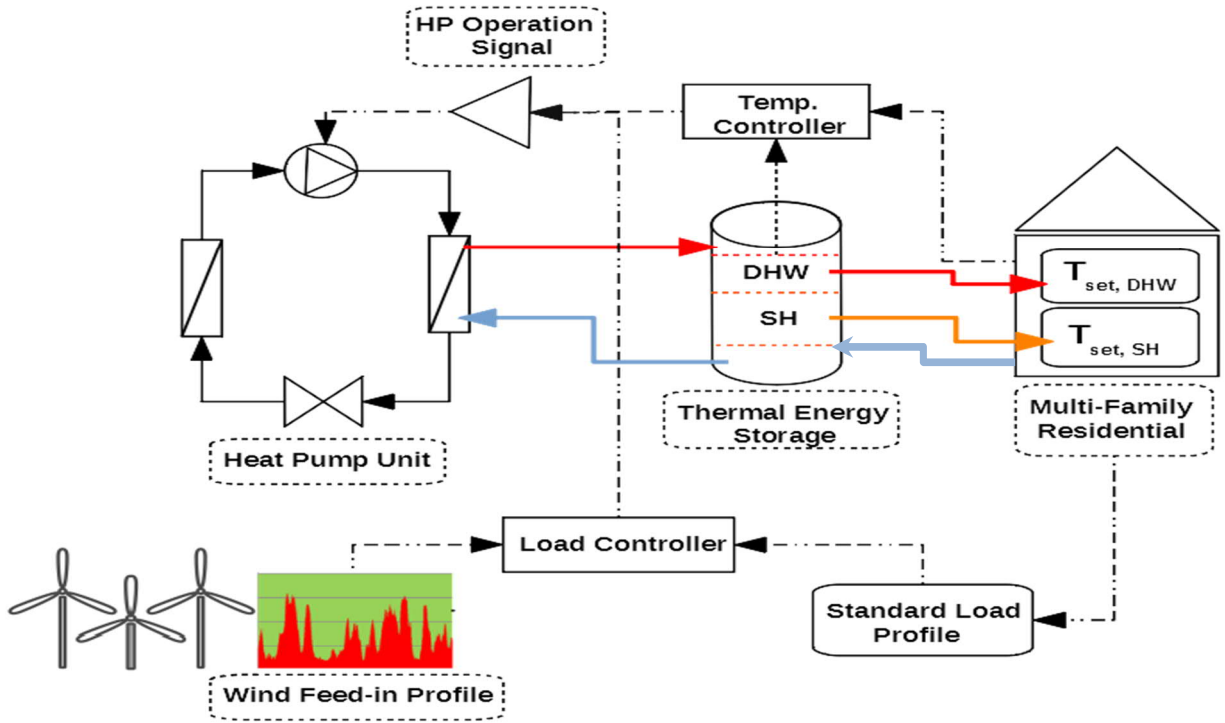 HP Operation
Signal
Temp.
Controller
DHW
SH
T set, DHW
T set, SH
Thermal Energy
Storage
Multi-Family
Residential
Heat Pump Unit
Load Controller
Standard Load
Profile
Wind Feed-in Profile